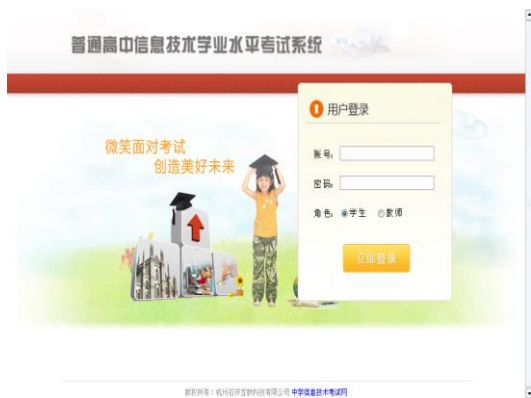 普通高中信息技术学业水平考试系统
用户登录
微笑面对考试
创造美好未来
账号:
密码:
角色: 学生 教师
立即登录
版权所有:杭州 互联科技有限公司 中学信息技术考试网